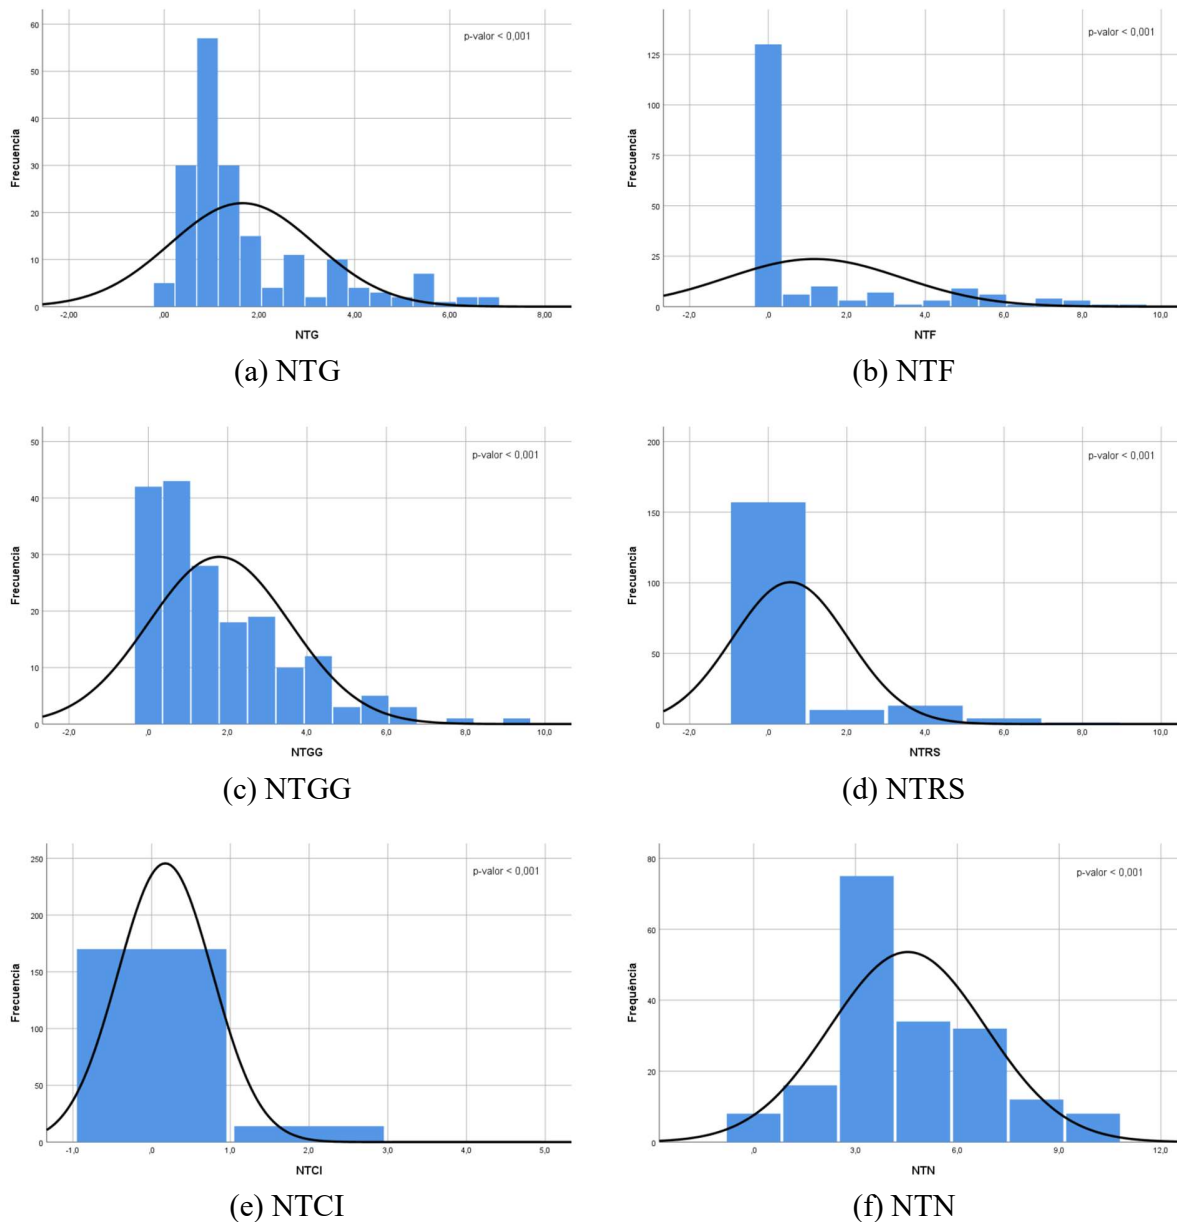 p-valor < 0,001
60
50
40
30
20
10
0
Frecuencia
-2,00 ,00 2,00 4,00 6,00 8,00
NTG
(a) NTG
p-valor < 0,001
125
100
75
50
25
0
Frecuencia
-2,0 ,0 2,0 4,0 6,0 8,0 10,0
NTF
(b) NTF
p-valor < 0,001
50
40
30
20
10
0
Frecuencia
-2,0 ,0 2,0 4,0 6,0 8,0 10,0
NTGG
(c) NTGG
p-valor < 0,001
200
150
100
50
0
Frecuencia
-2,0 ,0 2,0 4,0 6,0 8,0 10,0
NTRS
(d) NTRS
p-valor < 0,001
250
200
150
100
50
0
Frecuencia
-1,0 ,0 1,0 2,0 3,0 4,0 5,0
NTCI
(e) NTCI
p-valor < 0,001
80
60
40
20
0
Frequência
,0 3,0 6,0 9,0 12,0
NTN
(f) NTN